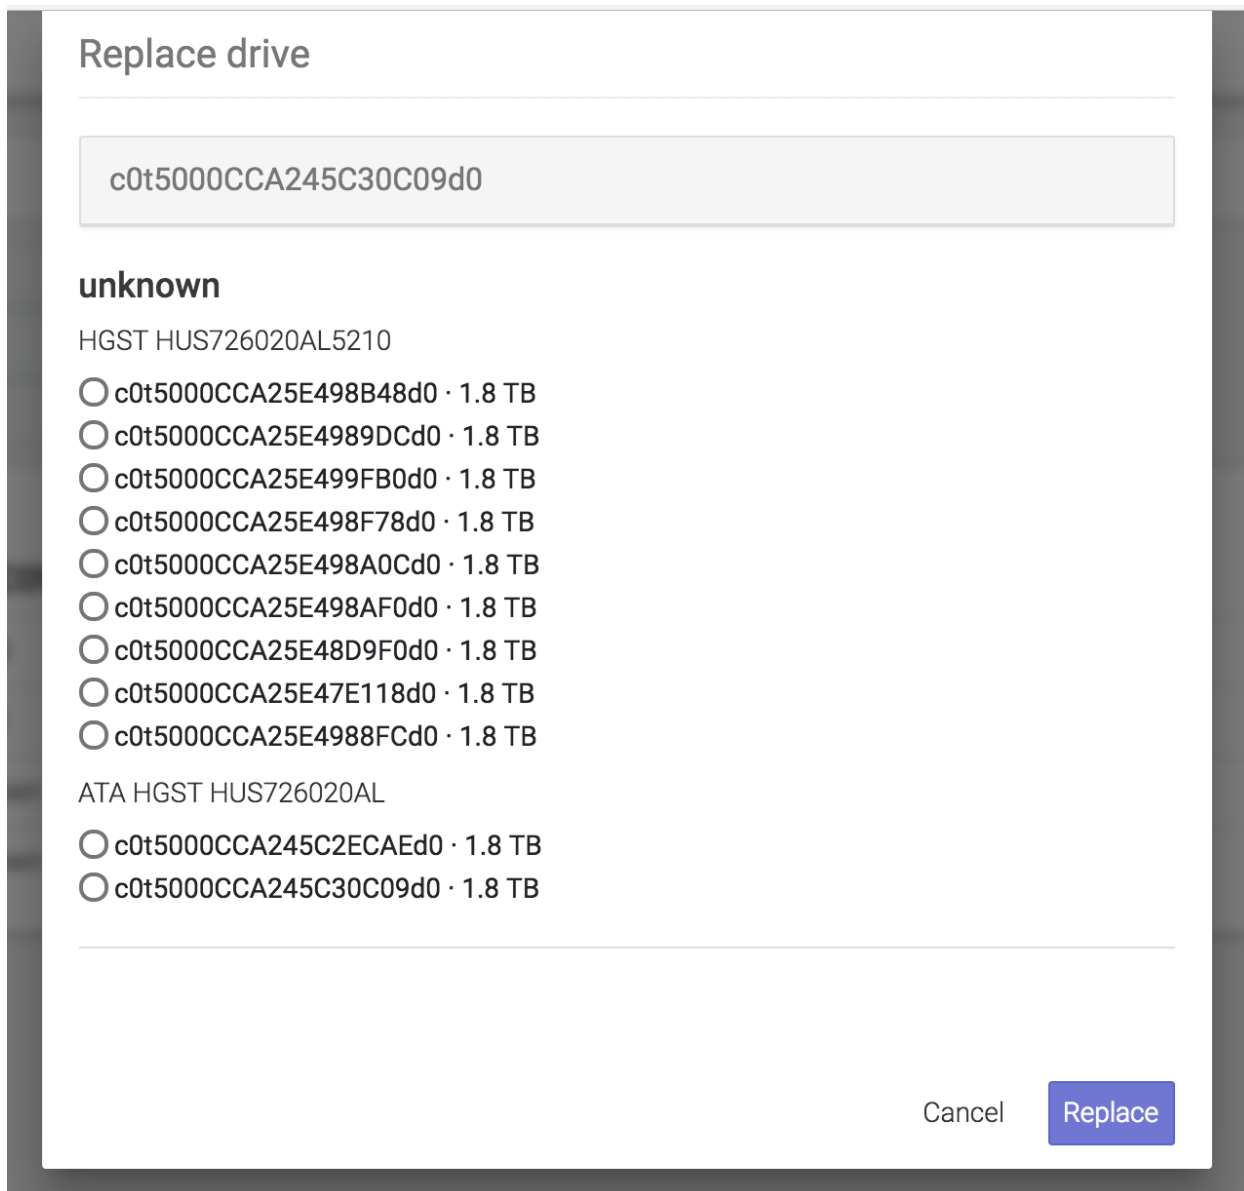 Replace drive
c0t5000CCA245C30C09d0
unknown
HGST HUS726020AL5210
c0t5000CCA25E498B48d0 · 1.8 TB
c0t5000CCA25E4989DCd0 · 1.8 TB
c0t5000CCA25E499FB0d0 · 1.8 TB
c0t5000CCA25E498F78d0 · 1.8 TB
c0t5000CCA25E498A0Cd0 · 1.8 TB
c0t5000CCA25E498AF0d0 · 1.8 TB
c0t5000CCA25E48D9F0d0 · 1.8 TB
c0t5000CCA25E47E118d0 · 1.8 TB
c0t5000CCA25E4988FCd0 · 1.8 TB
ATA HGST HUS726020AL
c0t5000CCA245C2ECAEd0 · 1.8 TB
c0t5000CCA245C30C09d0 · 1.8 TB
Cancel Replace